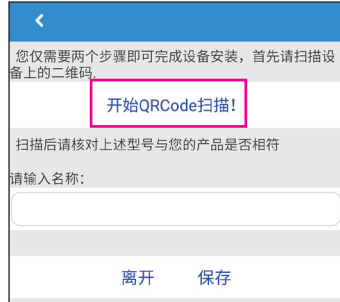 您仅需要两个步骤即可完成设备安装，首先请扫描设
备上的二维码.
开始QRCode扫描！
扫描后请核对上述型号与您的产品是否相符
请输入名称：
离开 保存